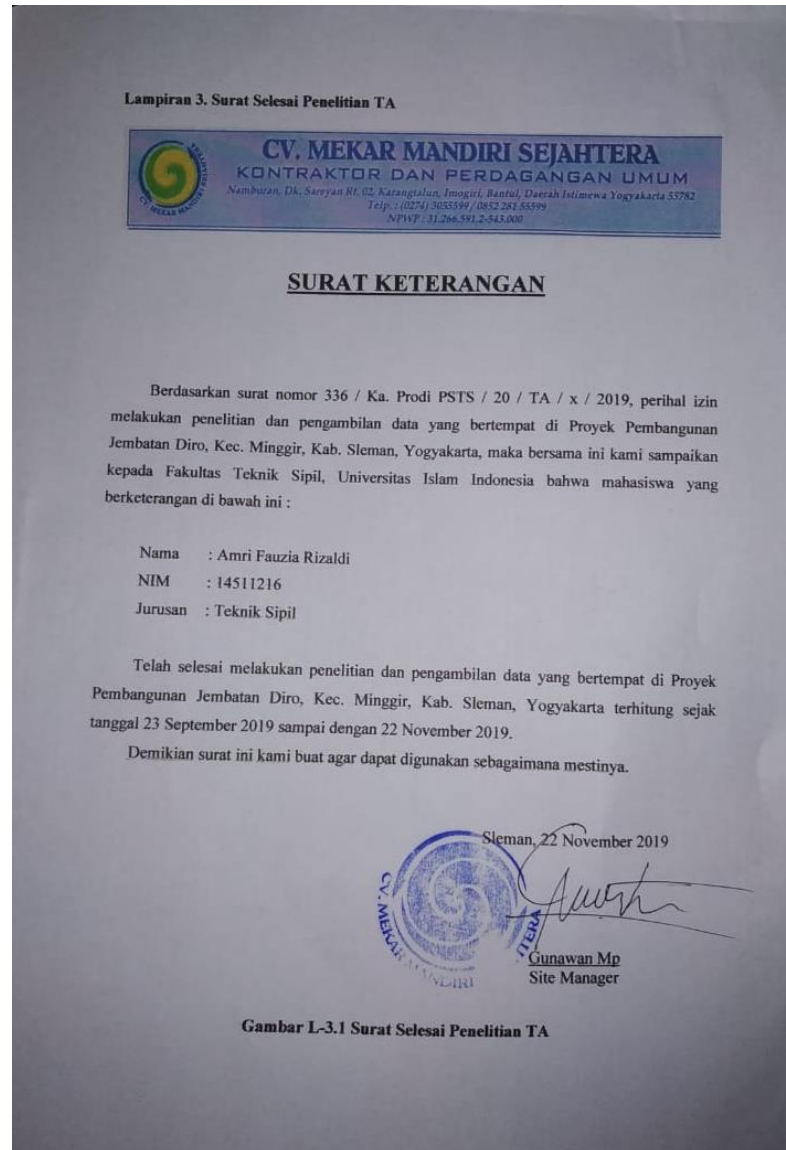 Lampiran 3. Surat Selesai Penelitian TA
CV. MEKAR MANDIRI SEJAHTERA
KONTRAKTOR DAN PERDAGANGAN UMUM
Namburan, Dk. Sareyan Rt. 02, Karangtalun, Imogiri, Bantul, Daerah Istimewa Yogyakarta 55782
Telp. : (0274) 3055599 / 0852 281 55599
NPWP : 31.266.591.2-543.000
SURAT KETERANGAN
Berdasarkan surat nomor 336 / Ka. Prodi PSTS / 20 / TA / x / 2019, perihal izin
melakukan penelitian dan pengambilan data yang bertempat di Proyek Pembangunan
Jembatan Diro, Kec. Minggir, Kab. Sleman, Yogyakarta, maka bersama ini kami sampaikan
kepada Fakultas Teknik Sipil, Universitas Islam Indonesia bahwa mahasiswa yang
berketerangan di bawah ini :
Nama : Amri Fauzia Rizaldi
NIM : 14511216
Jurusan : Teknik Sipil
Telah selesai melakukan penelitian dan pengambilan data yang bertempat di Proyek
Pembangunan Jembatan Diro, Kec. Minggir, Kab. Sleman, Yogyakarta terhitung sejak
tanggal 23 September 2019 sampai dengan 22 November 2019.
Demikian surat ini kami buat agar dapat digunakan sebagaimana mestinya.
Sleman, 22 November 2019
CV. MEKAR MANDIRI
Gunawan Mp
Site Manager
Gambar L-3.1 Surat Selesai Penelitian TA